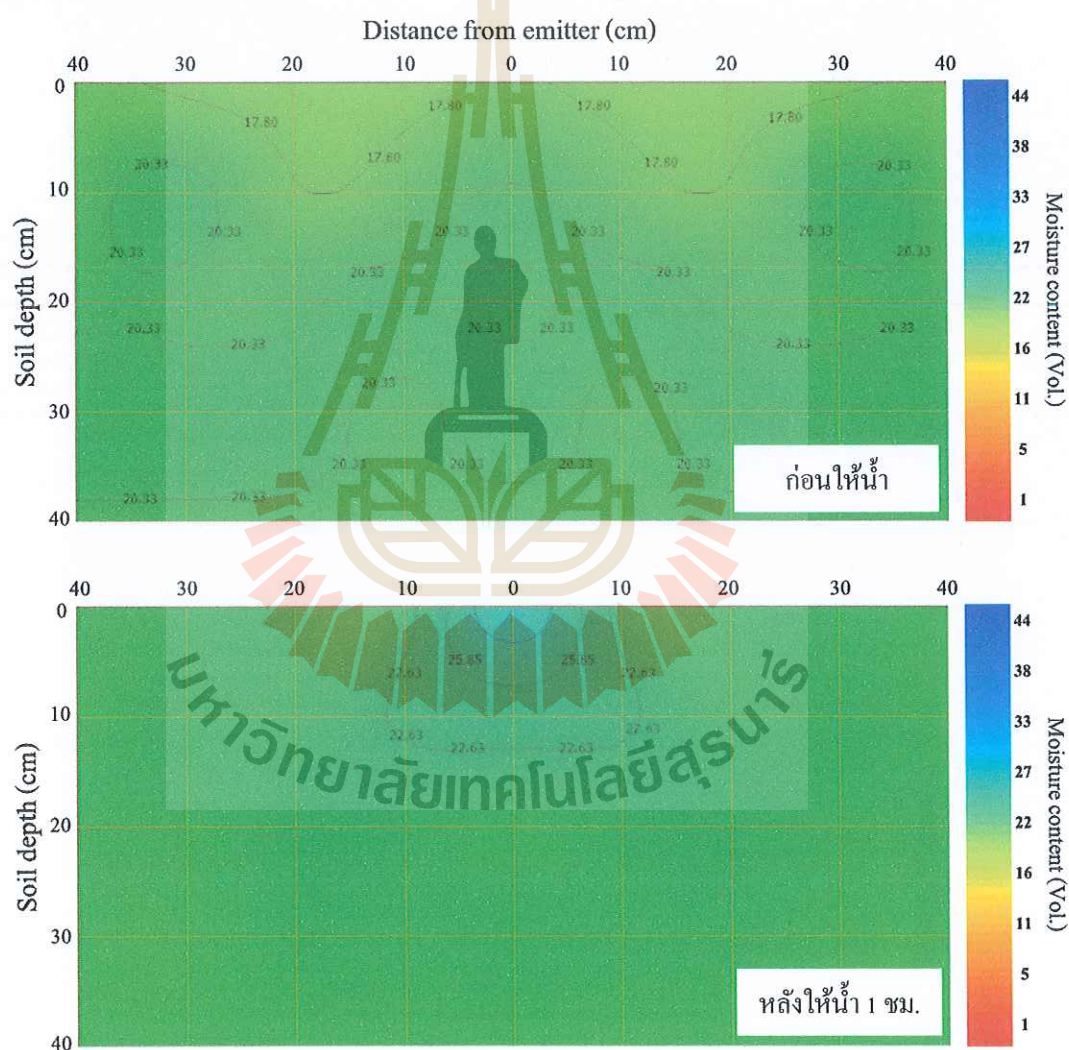 Distance from emitter (cm)
40 30 20 10 0 10 20 30 40
0
10
20
30
40
Soil depth (cm)
17.80 17.80 17.80 17.80
17.80 17.80
20.33 20.33
20.33 20.33 20.33 20.33
20.33 20.33
20.33 20.33 20.33 20.33
20.33 20.33 20.33 20.33
20.33 20.33
20.33 20.33
20.33 20.33 20.33 20.33
20.33 20.33
ก่อนให้น้ำ
44
38
33
27
22
16
11
5
1
Moisture content (Vol.)
40 30 20 10 0 10 20 30 40
0
10
20
30
40
Soil depth (cm)
22.63 25.85 25.85 22.63
22.63 22.63 22.63 22.63
มหาวิทยาลัยเทคโนโลยีสุรนารี
หลังให้น้ำ 1 ชม.
44
38
33
27
22
16
11
5
1
Moisture content (Vol.)